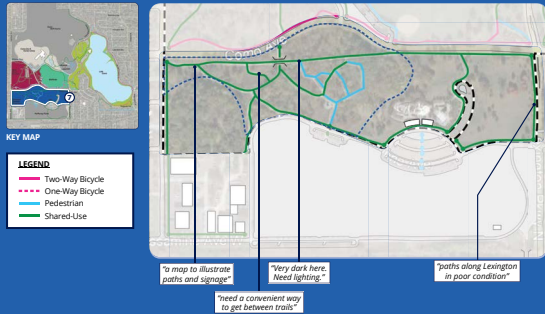 7
KEY MAP
LEGEND
Two-Way Bicycle
One-Way Bicycle
Pedestrian
Shared-Use
"a map to illustrate
paths and signage"
"Very dark here.
Need lighting."
"need a convenient way
to get between trails"
"paths along Lexington
in poor condition"